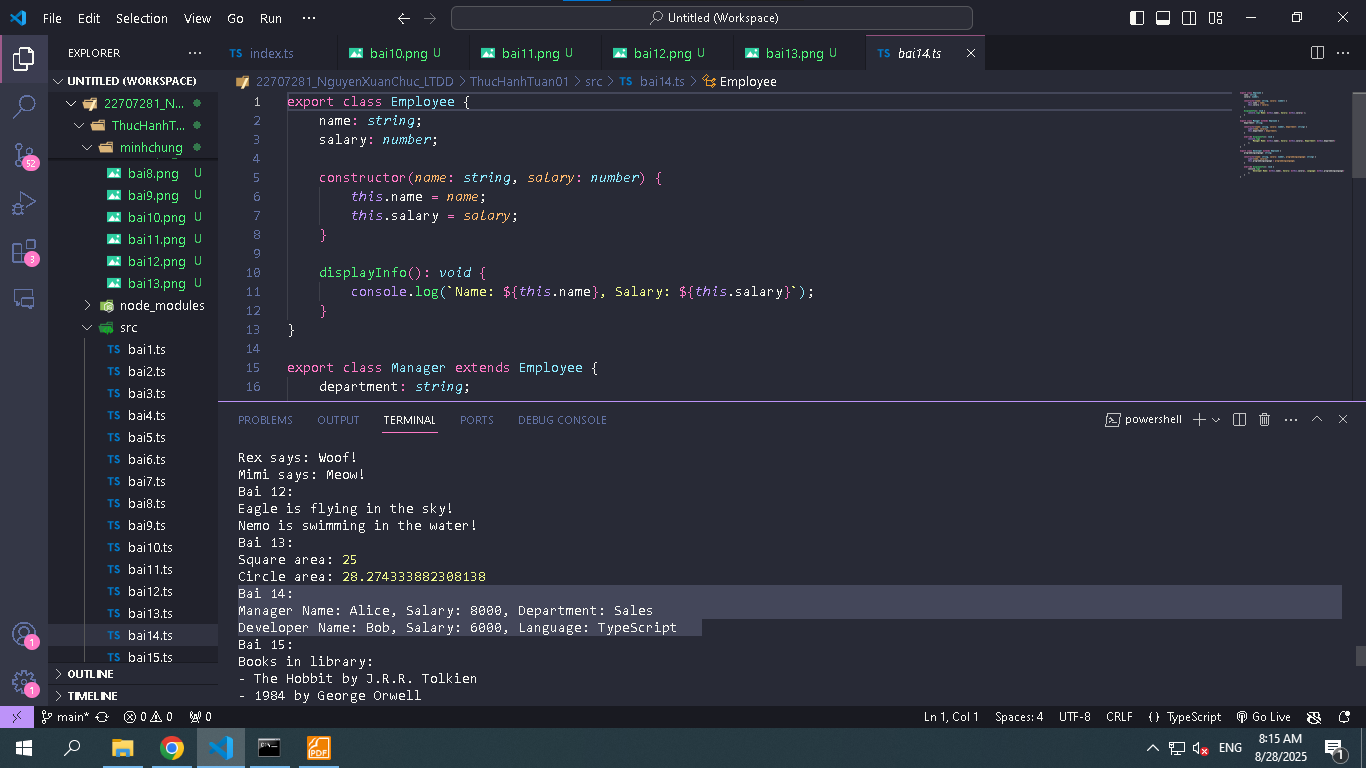 File Edit Selection View Go Run ··· Untitled (Workspace)
EXPLORER ···
UNTITLED (WORKSPACE)
22707281_N...
ThucHanhT...
minhchung
bai8.png U
bai9.png U
bai10.png U
bai11.png U
bai12.png U
bai13.png U
node_modules
src
TS bai1.ts
TS bai2.ts
TS bai3.ts
TS bai4.ts
TS bai5.ts
TS bai6.ts
TS bai7.ts
TS bai8.ts
TS bai9.ts
TS bai10.ts
TS bai11.ts
TS bai12.ts
TS bai13.ts
TS bai14.ts
TS bai15.ts
OUTLINE
TIMELINE
52
3
1
1
TS index.ts bai10.png U bai11.png U bai12.png U bai13.png U TS bai14.ts
22707281_NguyenXuanChuc_LTDD > ThucHanhTuan01 > src > TS bai14.ts > Employee
1 export class Employee {
2 name: string;
3 salary: number;
4
5 constructor(name: string, salary: number) {
6 this.name = name;
7 this.salary = salary;
8 }
9
10 displayInfo(): void {
11 console.log(`Name: ${this.name}, Salary: ${this.salary}`);
12 }
13 }
14
15 export class Manager extends Employee {
16 department: string;
PROBLEMS OUTPUT TERMINAL PORTS DEBUG CONSOLE powershell
Rex says: Woof!
Mimi says: Meow!
Bai 12:
Eagle is flying in the sky!
Nemo is swimming in the water!
Bai 13:
Square area: 25
Circle area: 28.274333882308138
Bai 14:
Manager Name: Alice, Salary: 8000, Department: Sales
Developer Name: Bob, Salary: 6000, Language: TypeScript
Bai 15:
Books in library:
- The Hobbit by J.R.R. Tolkien
- 1984 by George Orwell
main* 0 0 0 Ln 1, Col 1 Spaces: 4 UTF-8 CRLF {} TypeScript Go Live
PDF ENG 8:15 AM
8/28/2025 1